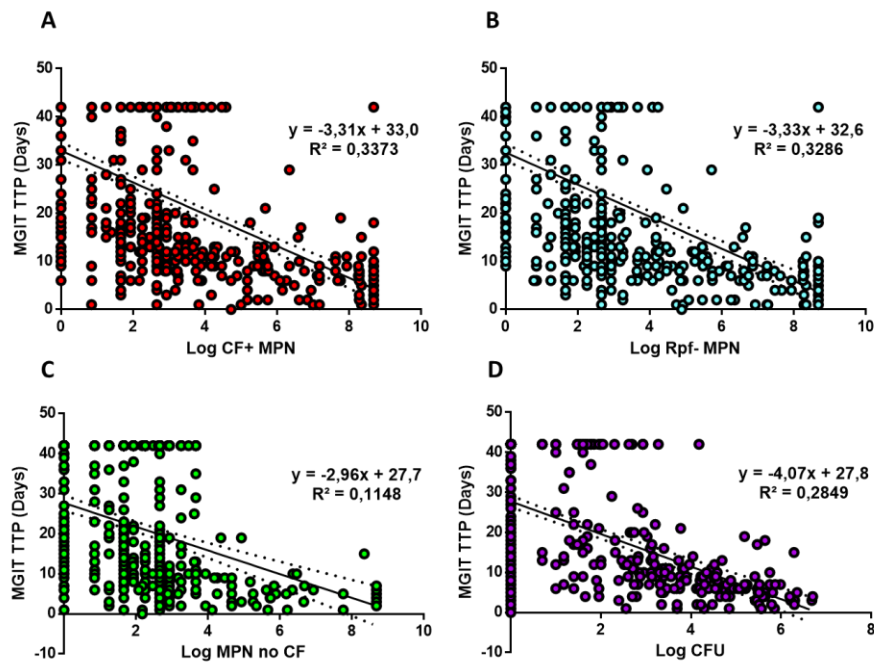 A
50
40
30
20
10
0
-10
MGIT TTP (Days)
y = -3,31x + 33,0
R² = 0,3373
0 2 4 6 8 10
Log CF+ MPN
B
50
40
30
20
10
0
-10
MGIT TTP (Days)
y = -3,33x + 32,6
R² = 0,3286
0 2 4 6 8 10
Log Rpf- MPN
C
50
40
30
20
10
0
-10
MGIT TTP (Days)
y = -2,96x + 27,7
R² = 0,1148
2 4 6 8 10
Log MPN no CF
D
50
40
30
20
10
0
-10
MGIT TTP (Days)
y = -4,07x + 27,8
R² = 0,2849
2 4 6 8
Log CFU